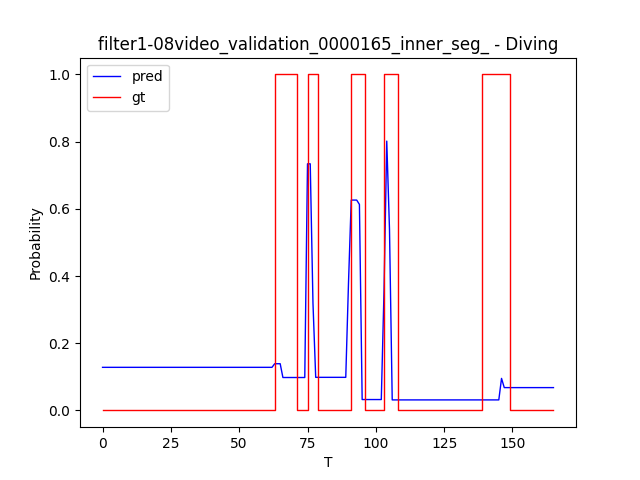 filter1-08video_validation_0000165_inner_seg_ - Diving
pred
gt
1.0
0.8
0.6
0.4
0.2
0.0
Probability
0 25 50 75 100 125 150
T